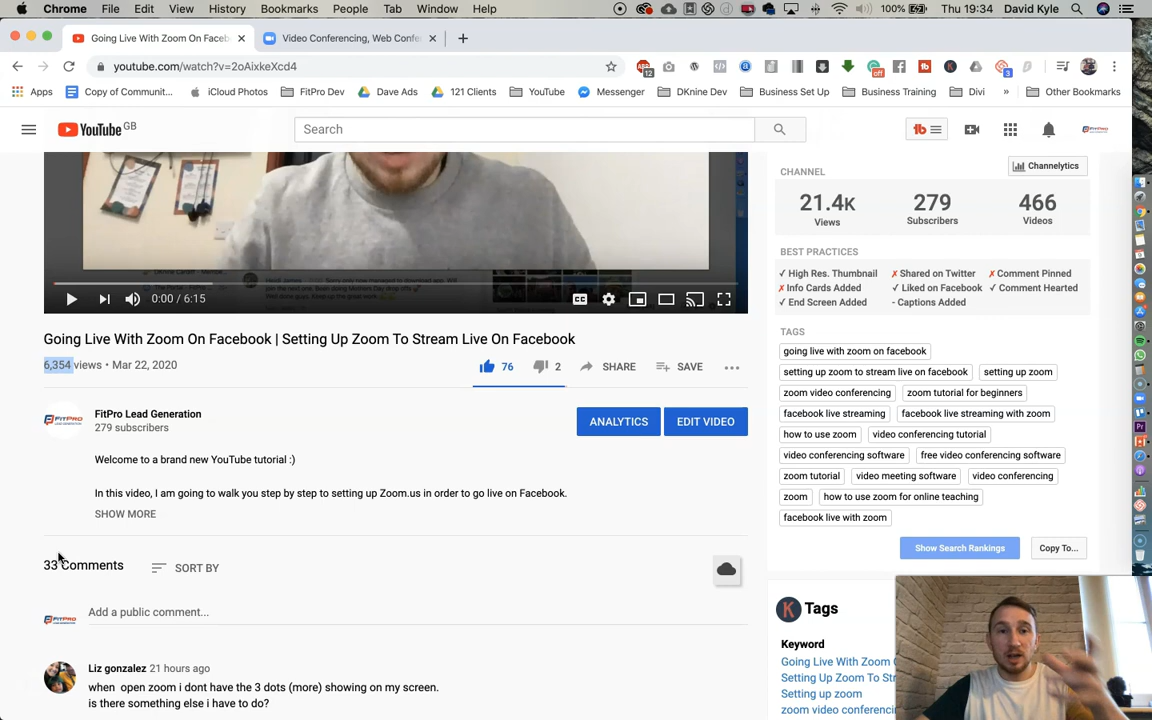 Chrome File Edit View History Bookmarks People Tab Window Help 100% Thu 19:34 David Kyle
Going Live With Zoom On Faceb Video Conferencing, Web Confe
youtube.com/watch?v=2oAixkeXcd4 12 off 3
Apps Copy of Communit... iCloud Photos FitPro Dev Dave Ads 121 Clients YouTube Messenger DKnine Dev Business Set Up Business Training Divi » Other Bookmarks
YouTube GB Search
CHANNEL Channelytics
21.4K 279 466
Views Subscribers Videos
BEST PRACTICES
✓ High Res. Thumbnail ✗ Shared on Twitter ✗ Comment Pinned
✗ Info Cards Added ✓ Liked on Facebook ✓ Comment Hearted
✓ End Screen Added - Captions Added
0:00 / 6:15
TAGS
going live with zoom on facebook
setting up zoom to stream live on facebook setting up zoom
zoom video conferencing zoom tutorial for beginners
facebook live streaming facebook live streaming with zoom
how to use zoom video conferencing tutorial
video conferencing software free video conferencing software
zoom tutorial video meeting software video conferencing
zoom how to use zoom for online teaching
facebook live with zoom
Show Search Rankings Copy To...
Going Live With Zoom On Facebook | Setting Up Zoom To Stream Live On Facebook
6,354 views • Mar 22, 2020 76 2 SHARE SAVE
FitPro Lead Generation
279 subscribers
ANALYTICS EDIT VIDEO
Welcome to a brand new YouTube tutorial :)
In this video, I am going to walk you step by step to setting up Zoom.us in order to go live on Facebook.
SHOW MORE
33 Comments SORT BY
Add a public comment...
Liz gonzalez 21 hours ago
when open zoom i dont have the 3 dots (more) showing on my screen.
is there something else i have to do?
K Tags
Keyword
Going Live With Zoom
Setting Up Zoom To Str
Setting up zoom
zoom video conferenci